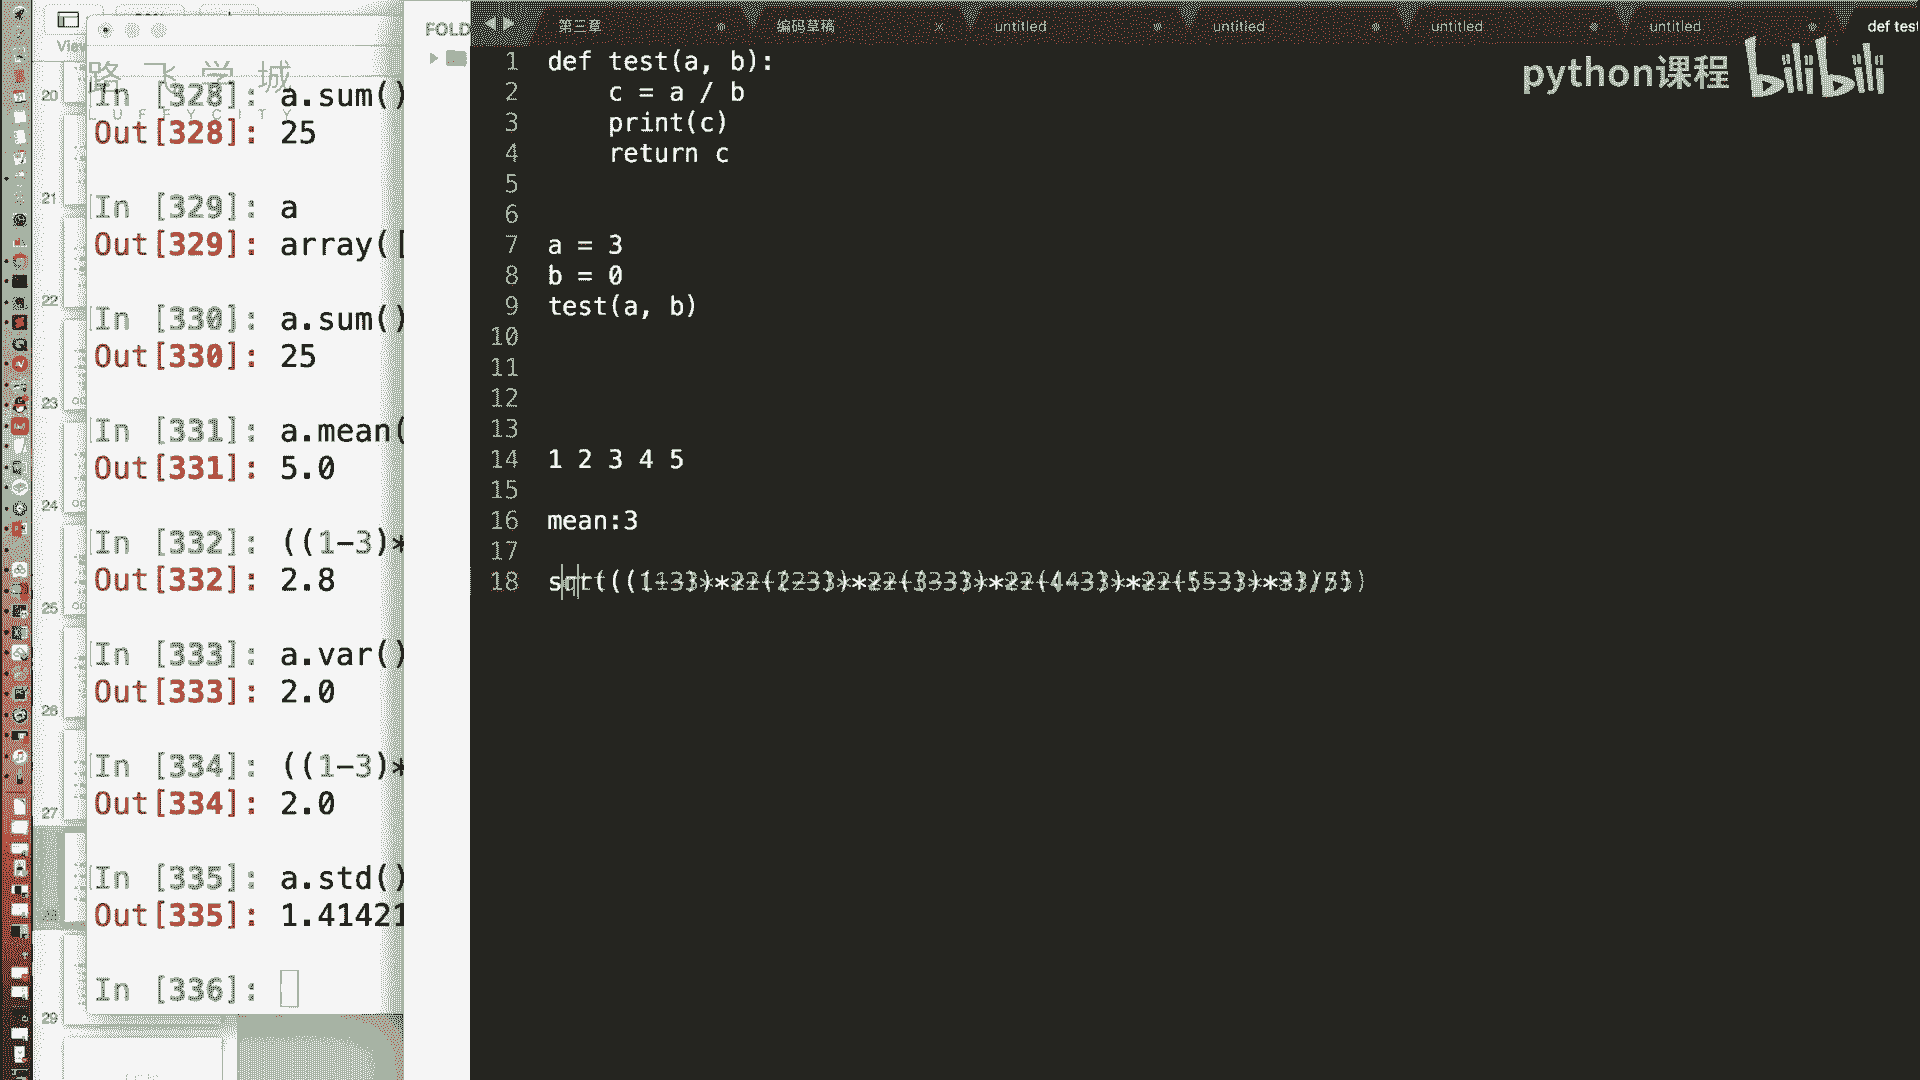 View
路飞学城
LUFFYCITY
In [328]: a.sum()
Out[328]: 25
In [329]: a
Out[329]: array([
In [330]: a.sum()
Out[330]: 25
In [331]: a.mean(
Out[331]: 5.0
In [332]: ((1-3)*
Out[332]: 2.8
In [333]: a.var()
Out[333]: 2.0
In [334]: ((1-3)*
Out[334]: 2.0
In [335]: a.std()
Out[335]: 1.41421
In [336]:
20
21
22
23
24
25
26
27
29
FOLD
第三章
编码草稿
untitled
untitled
untitled
untitled
def test
python课程 bilibili
1 def test(a, b):
2     c = a / b
3     print(c)
4     return c
5
6
7 a = 3
8 b = 0
9 test(a, b)
10
11
12
13
14 1 2 3 4 5
15
16 mean:3
17
18